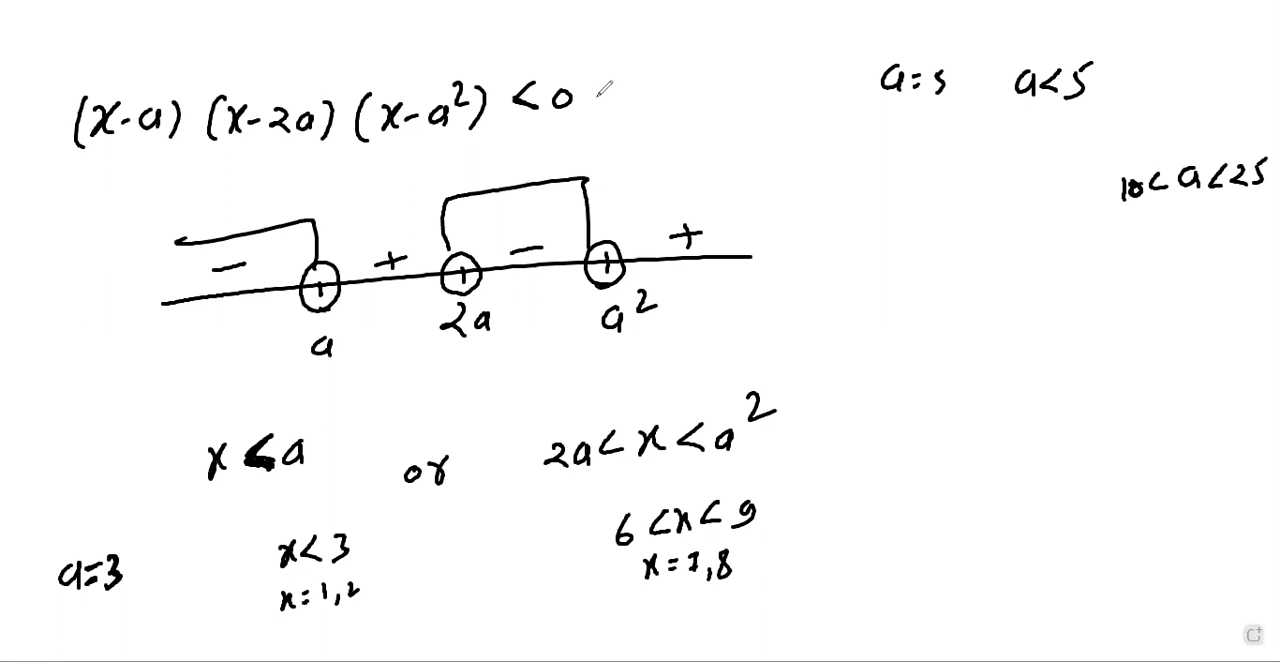 (x-a) (x-2a) (x-a²) < 0
a = 5 a < 5
10 < a < 25
- + - +
a 2a a²
x < a or 2a < x < a²
a = 3 x < 3 6 < x < 9
x = 1, 2 x = 7, 8